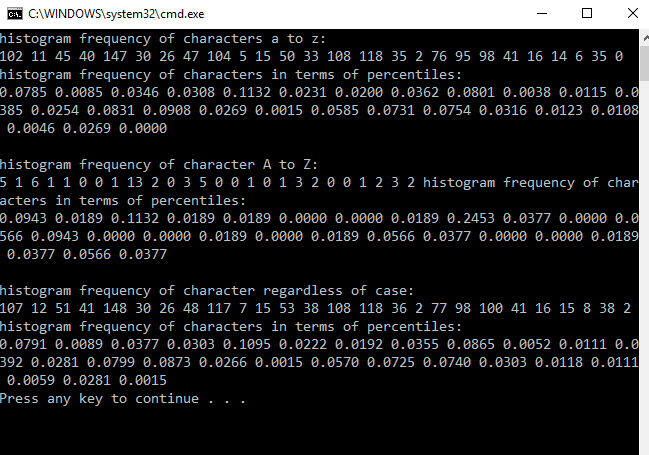 C:\WINDOWS\system32\cmd.exe
histogram frequency of characters a to z:
102 11 45 40 147 30 26 47 104 5 15 50 33 108 118 35 2 76 95 98 41 16 14 6 35 0
histogram frequency of characters in terms of percentiles:
0.0785 0.0085 0.0346 0.0308 0.1132 0.0231 0.0200 0.0362 0.0801 0.0038 0.0115 0.0
385 0.0254 0.0831 0.0908 0.0269 0.0015 0.0585 0.0731 0.0754 0.0316 0.0123 0.0108
0.0046 0.0269 0.0000
histogram frequency of character A to Z:
5 1 6 1 1 0 0 1 13 2 0 3 5 0 0 1 0 1 3 2 0 0 1 2 3 2 histogram frequency of char
acters in terms of percentiles:
0.0943 0.0189 0.1132 0.0189 0.0189 0.0000 0.0000 0.0189 0.2453 0.0377 0.0000 0.0
566 0.0943 0.0000 0.0000 0.0189 0.0000 0.0189 0.0566 0.0377 0.0000 0.0000 0.0189
0.0377 0.0566 0.0377
histogram frequency of character regardless of case:
107 12 51 41 148 30 26 48 117 7 15 53 38 108 118 36 2 77 98 100 41 16 15 8 38 2
histogram frequency of characters in terms of percentiles:
0.0791 0.0089 0.0377 0.0303 0.1095 0.0222 0.0192 0.0355 0.0865 0.0052 0.0111 0.0
392 0.0281 0.0799 0.0873 0.0266 0.0015 0.0570 0.0725 0.0740 0.0303 0.0118 0.0111
0.0059 0.0281 0.0015
Press any key to continue . . .